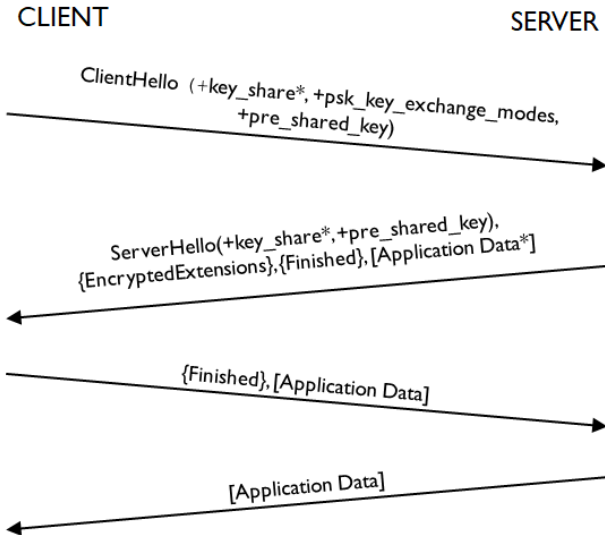 CLIENT
SERVER
ClientHello (+key_share*, +psk_key_exchange_modes,
+pre_shared_key)
ServerHello(+key_share*,+pre_shared_key),
{EncryptedExtensions},{Finished},[Application Data*]
{Finished},[Application Data]
[Application Data]